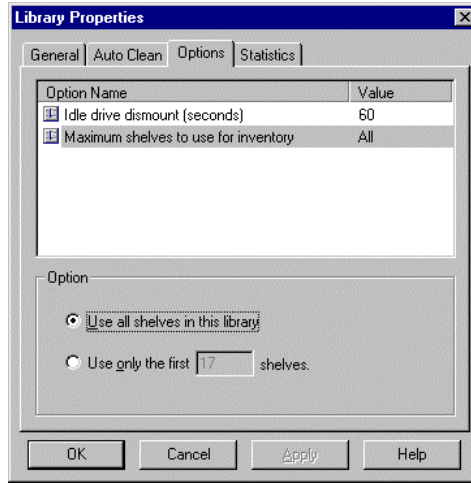 Library Properties
General Auto Clean Options Statistics
Option Name Value
Idle drive dismount (seconds) 60
Maximum shelves to use for inventory All
Option
Use all shelves in this library
Use only the first 17 shelves.
OK Cancel Apply Help